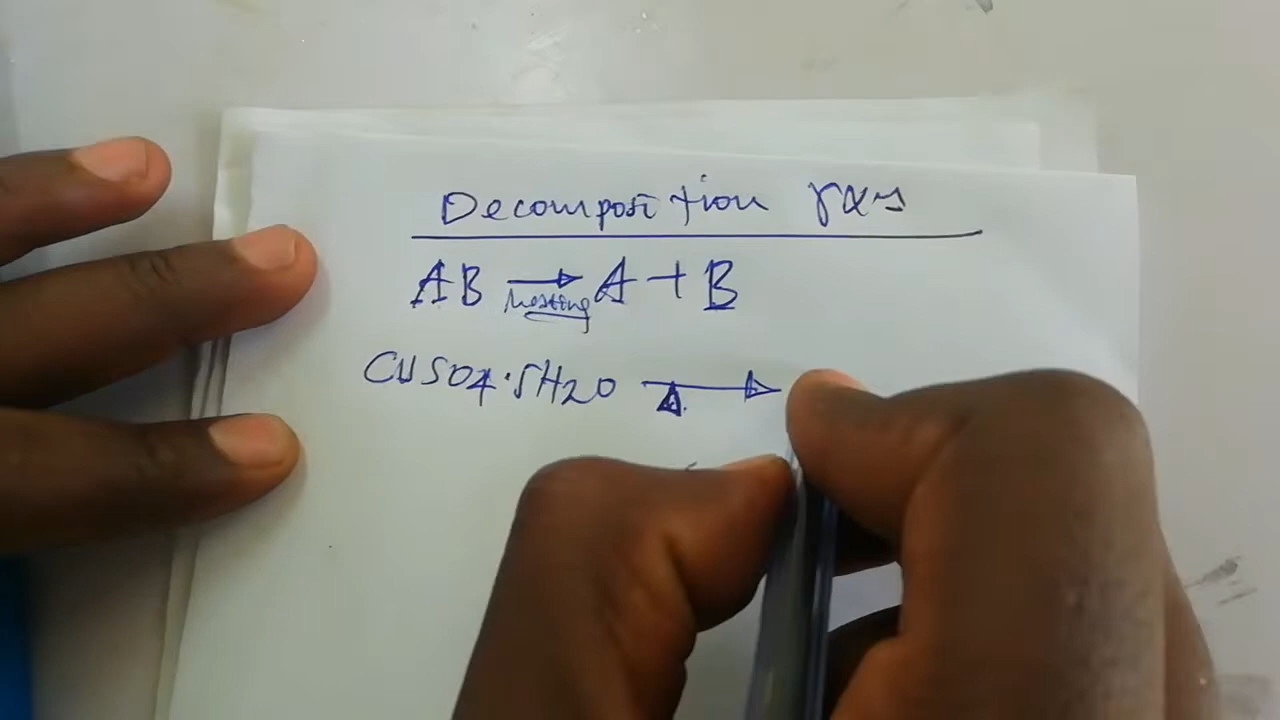 Decomposition rxns
AB → A + B
heating
CUSO4·5H2O → Δ